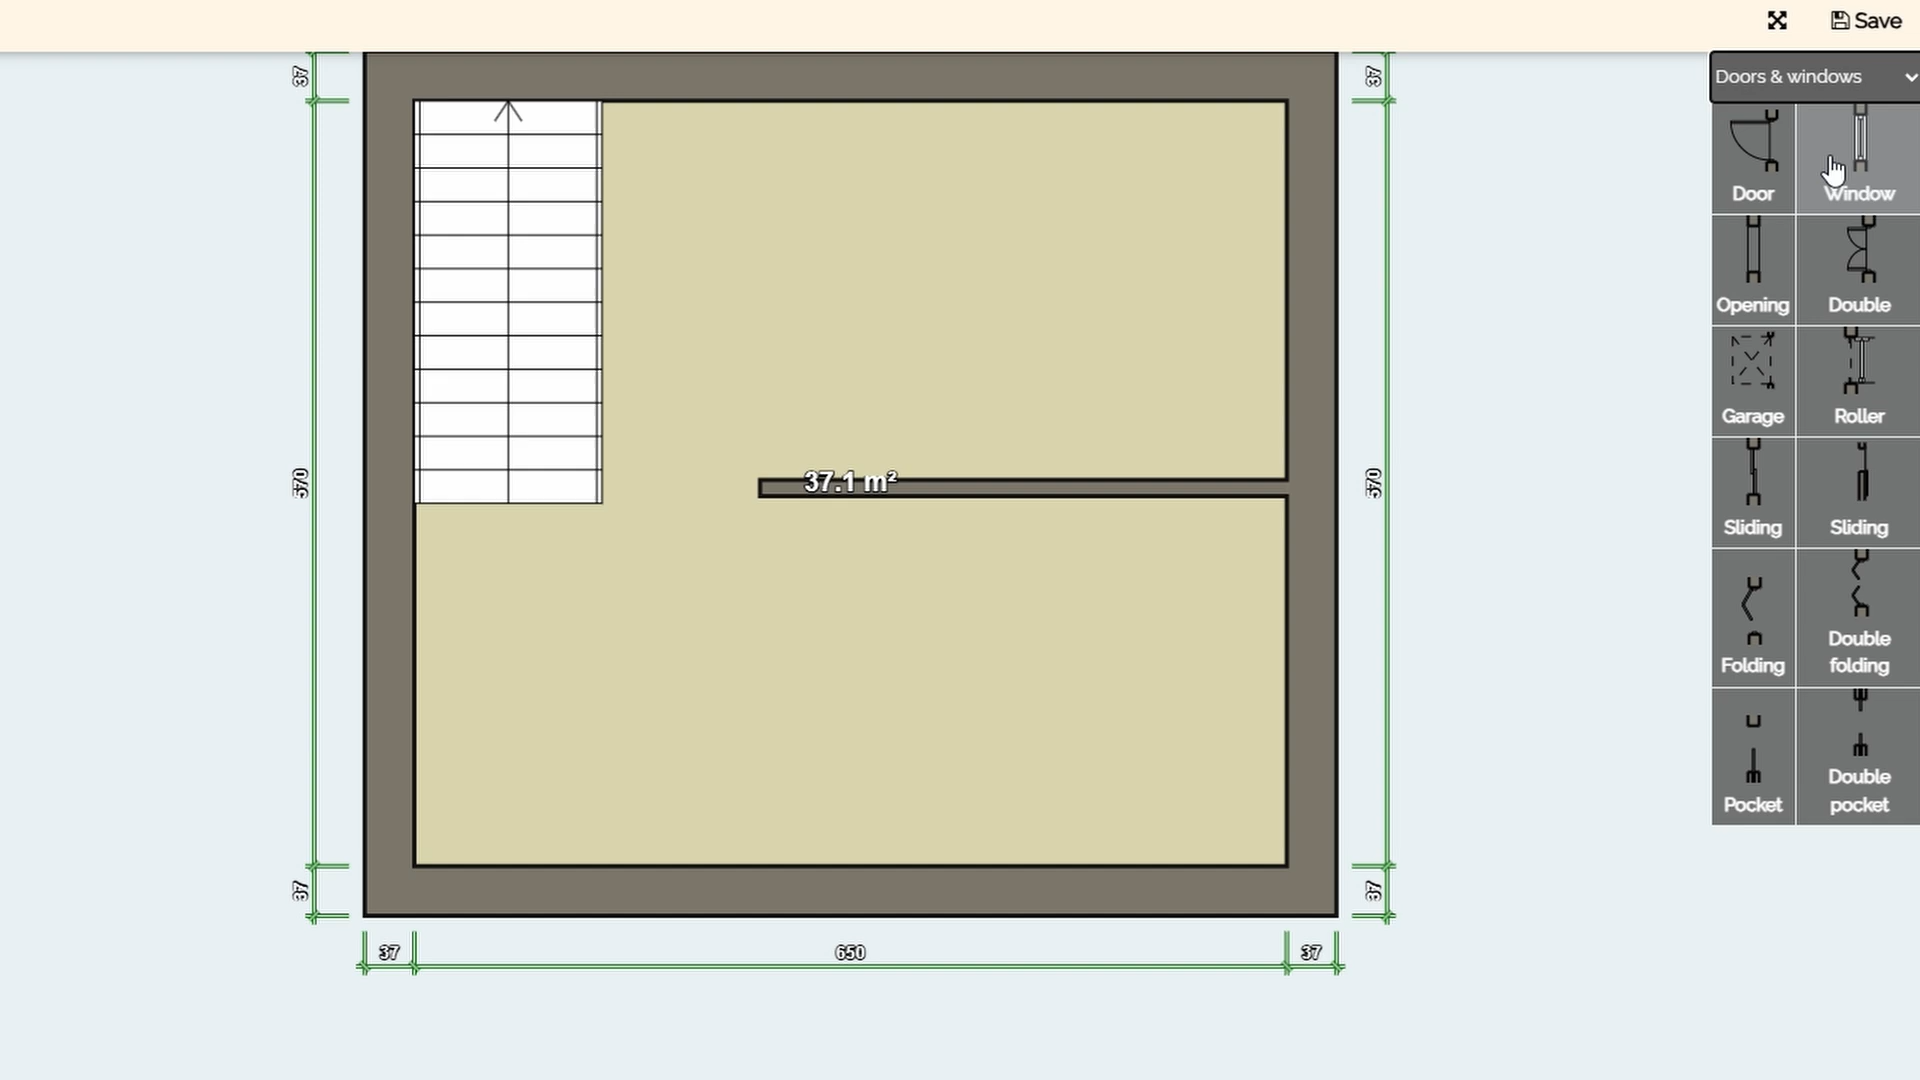 Save
Doors & windows
37
37
Door
Window
Opening
Double
Garage
Roller
570
37.1 m²
570
Sliding
Sliding
Folding
Double
folding
Pocket
Double
pocket
37
37
37
650
37